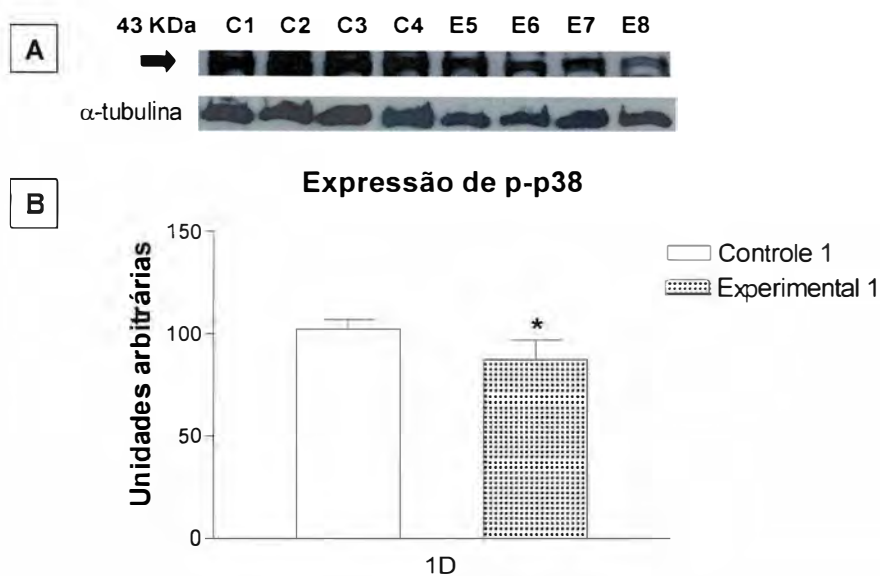 A
43 KDa C1 C2 C3 C4 E5 E6 E7 E8
α-tubulina
B
Expressão de p-p38
Unidades arbitrárias
150
100
50
0
*
1D
Controle 1
Experimental 1